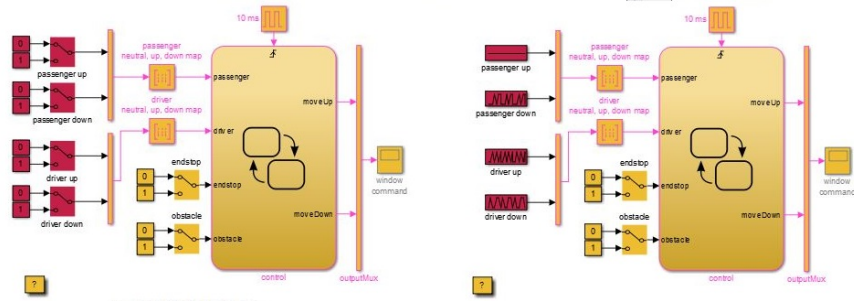 10 ms
0
1
passenger up
0
1
passenger down
passenger
neutral, up, down map
driver
neutral, up, down map
0
1
driver up
0
1
driver down
endstop
0
1
obstacle
0
1
passenger
driver
endstop
obstacle
moveUp
moveDown
control
outputMux
window
command
?
10 ms
passenger up
passenger down
passenger
neutral, up, down map
driver
neutral, up, down map
driver up
driver down
endstop
0
1
obstacle
0
1
passenger
driver
endstop
obstacle
moveUp
moveDown
control
outputMux
window
command
?